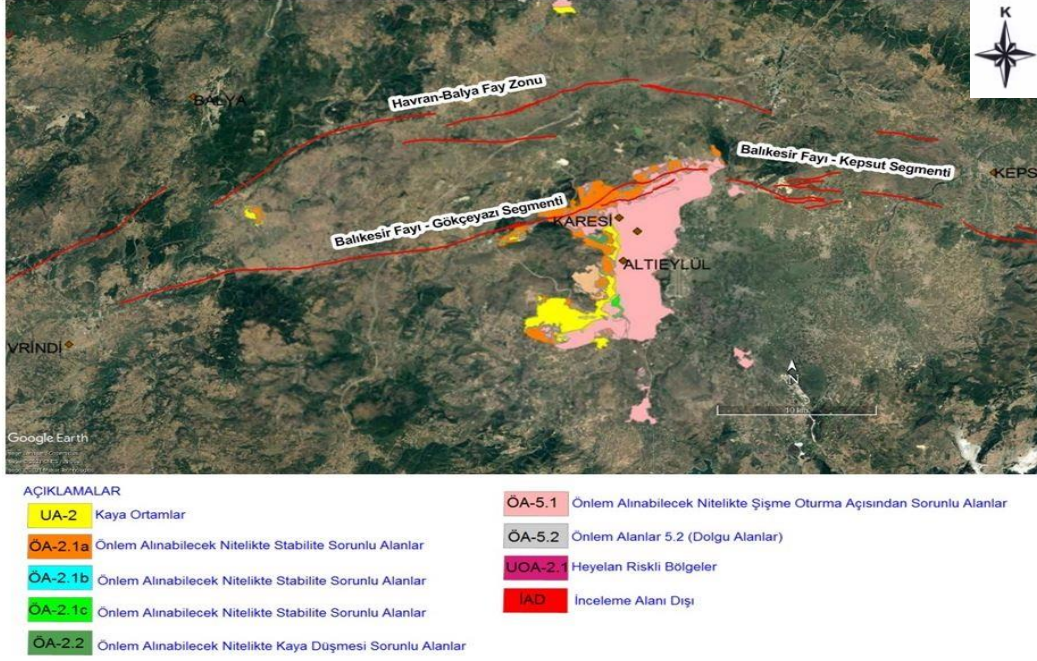 K
Havran-Balya Fay Zonu
BALYA
Balıkesir Fayı - Kepsut Segmenti
KEPS
Balıkesir Fayı - Gökçeyazı Segmenti
KARESİ
ALTIEYLÜL
VRİNDİ
10 km
Google Earth
AÇIKLAMALAR
UA-2 Kaya Ortamlar
ÖA-2.1a Önlem Alınabilecek Nitelikte Stabilite Sorunlu Alanlar
ÖA-2.1b Önlem Alınabilecek Nitelikte Stabilite Sorunlu Alanlar
ÖA-2.1c Önlem Alınabilecek Nitelikte Stabilite Sorunlu Alanlar
ÖA-2.2 Önlem Alınabilecek Nitelikte Kaya Düşmesi Sorunlu Alanlar
ÖA-5.1 Önlem Alınabilecek Nitelikte Şişme Oturma Açısından Sorunlu Alanlar
ÖA-5.2 Önlem Alanlar 5.2 (Dolgu Alanlar)
UOA-2.1 Heyelan Riskli Bölgeler
İAD İnceleme Alanı Dışı